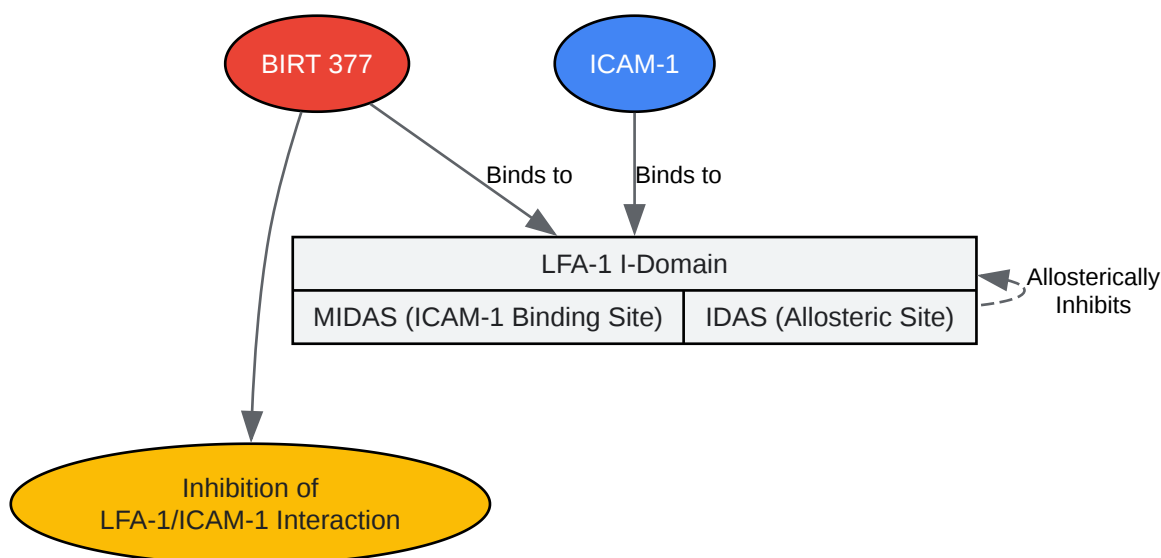 BIRT 377
ICAM-1
Binds to
Binds to
LFA-1 I-Domain
MIDAS (ICAM-1 Binding Site)
IDAS (Allosteric Site)
Allosterically
Inhibits
Inhibition of
LFA-1/ICAM-1 Interaction